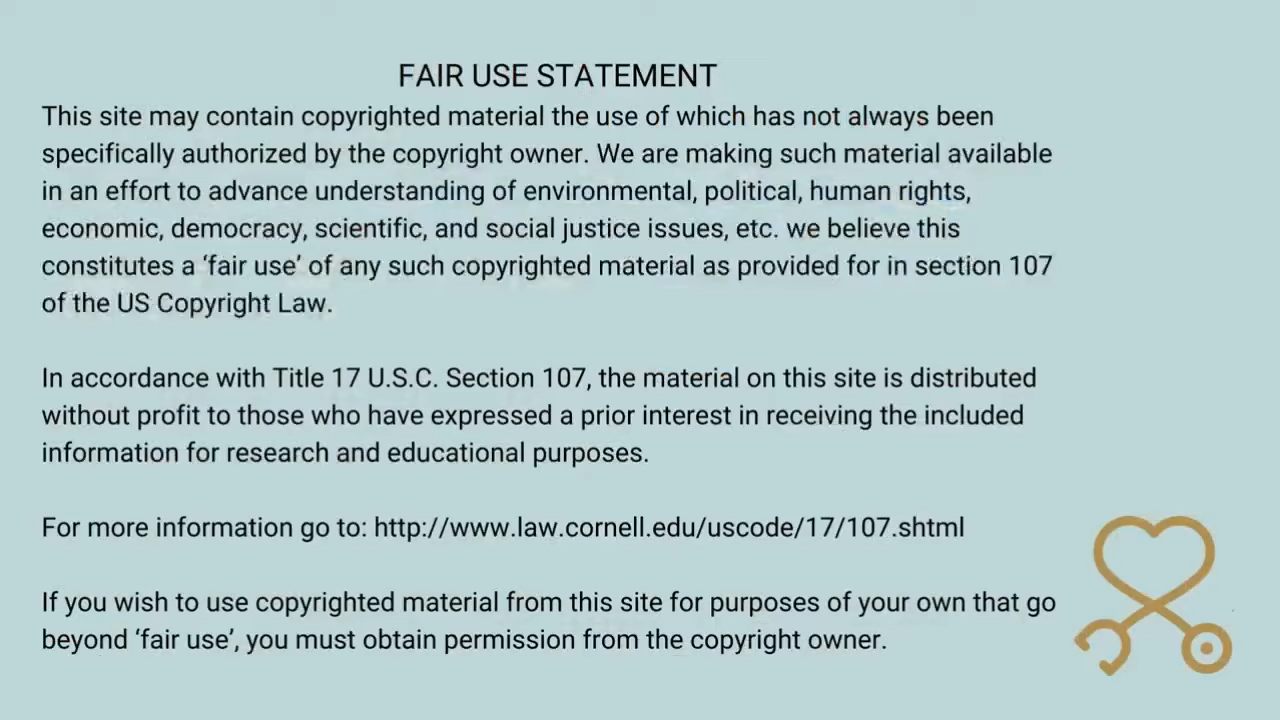 FAIR USE STATEMENT
This site may contain copyrighted material the use of which has not always been
specifically authorized by the copyright owner. We are making such material available
in an effort to advance understanding of environmental, political, human rights,
economic, democracy, scientific, and social justice issues, etc. we believe this
constitutes a ‘fair use’ of any such copyrighted material as provided for in section 107
of the US Copyright Law.
In accordance with Title 17 U.S.C. Section 107, the material on this site is distributed
without profit to those who have expressed a prior interest in receiving the included
information for research and educational purposes.
For more information go to: http://www.law.cornell.edu/uscode/17/107.shtml
If you wish to use copyrighted material from this site for purposes of your own that go
beyond ‘fair use’, you must obtain permission from the copyright owner.